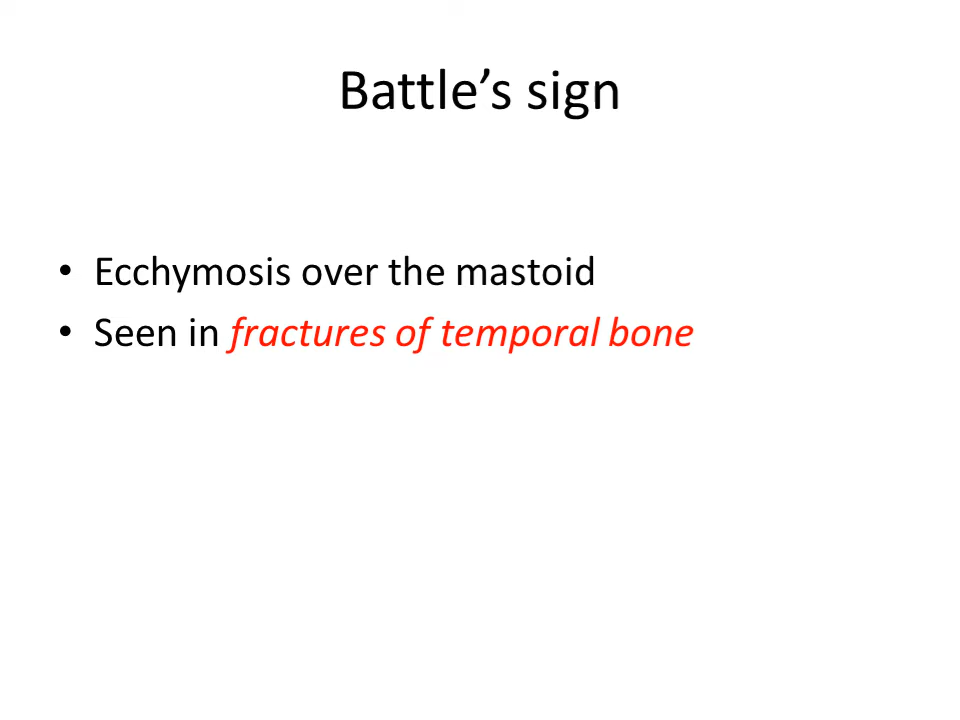 Battle’s sign
• Ecchymosis over the mastoid
• Seen in fractures of temporal bone